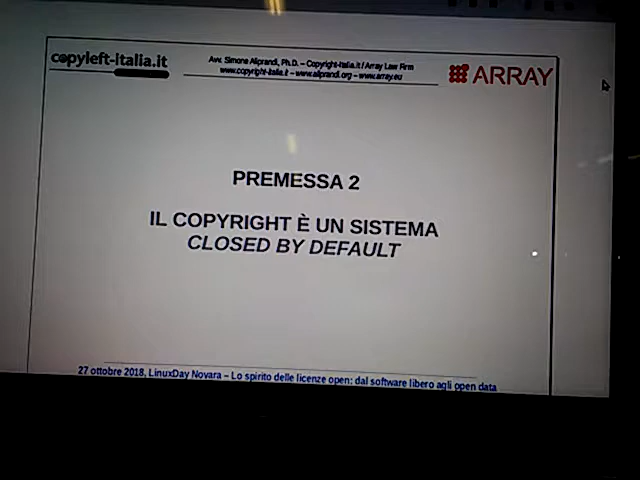 copyleft-italia.it
Avv. Simone Aliprandi, Ph.D. – Copyright-Italia.it / Array Law Firm
www.copyright-italia.it – www.aliprandi.org – www.array.eu
ARRAY
PREMESSA 2
IL COPYRIGHT È UN SISTEMA
CLOSED BY DEFAULT
27 ottobre 2018, LinuxDay Novara – Lo spirito delle licenze open: dal software libero agli open data